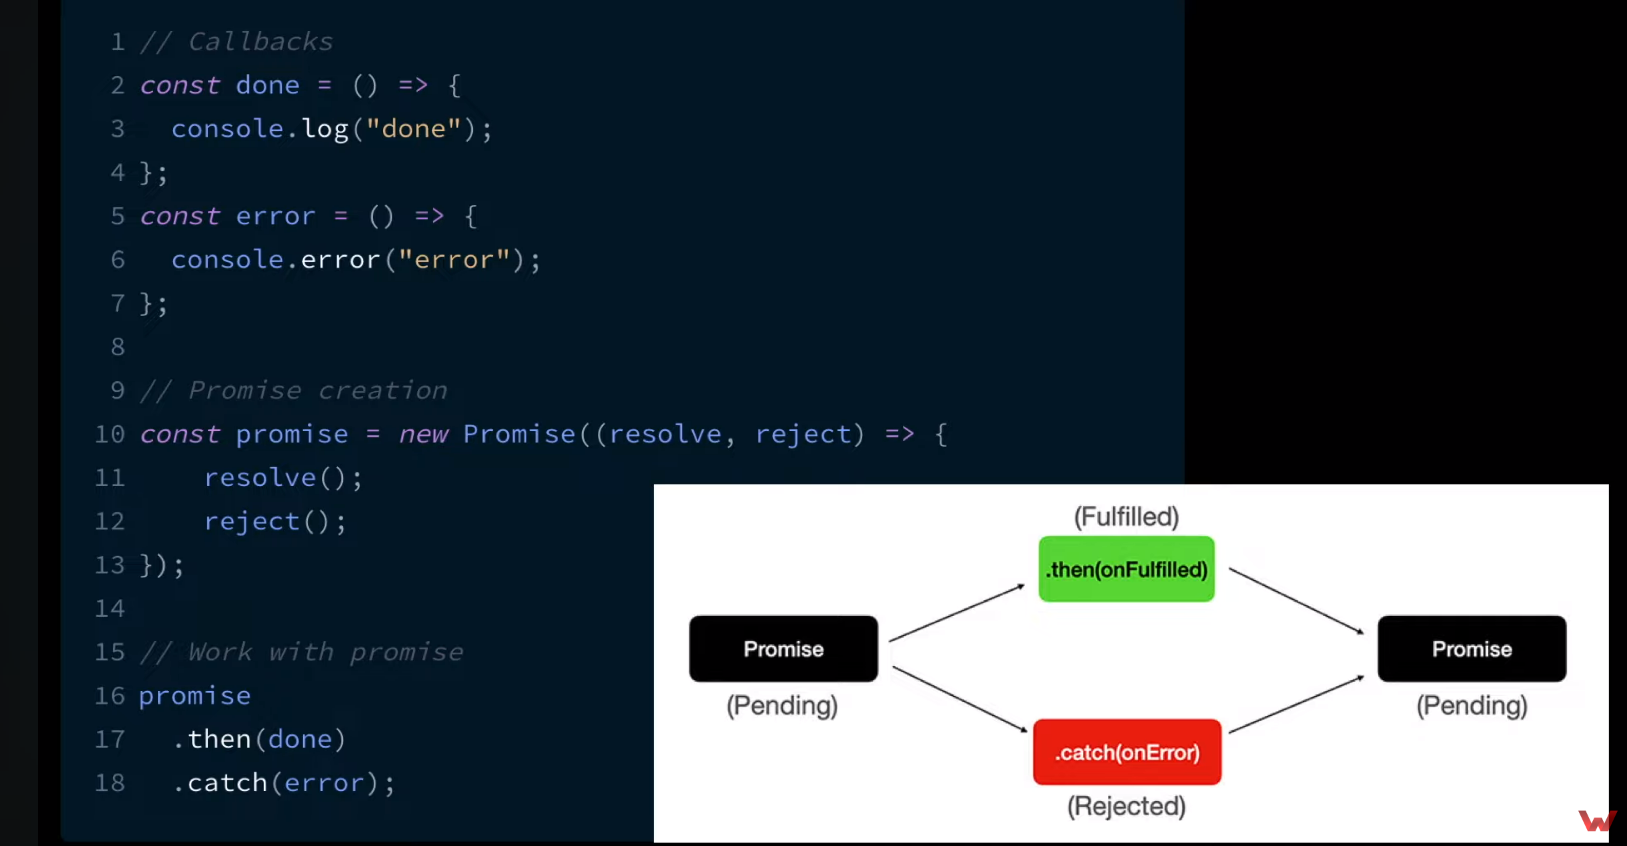 1 // Callbacks
2 const done = () => {
3   console.log("done");
4 };
5 const error = () => {
6   console.error("error");
7 };
8
9 // Promise creation
10 const promise = new Promise((resolve, reject) => {
11     resolve();
12     reject();
13 });
14
15 // Work with promise
16 promise
17   .then(done)
18   .catch(error);
(Fulfilled)
.then(onFulfilled)
Promise
(Pending)
.catch(onError)
(Rejected)
Promise
(Pending)
W